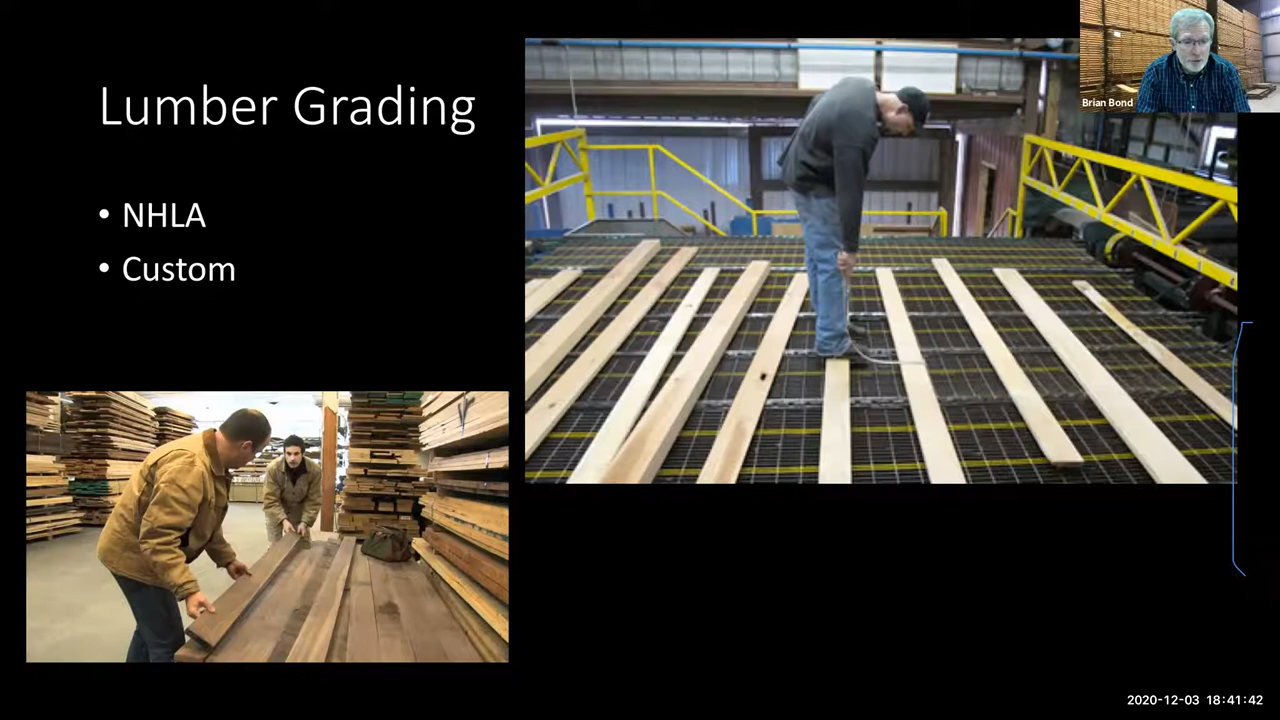 Lumber Grading
• NHLA
• Custom
Brian Bond
2020-12-03 18:41:42